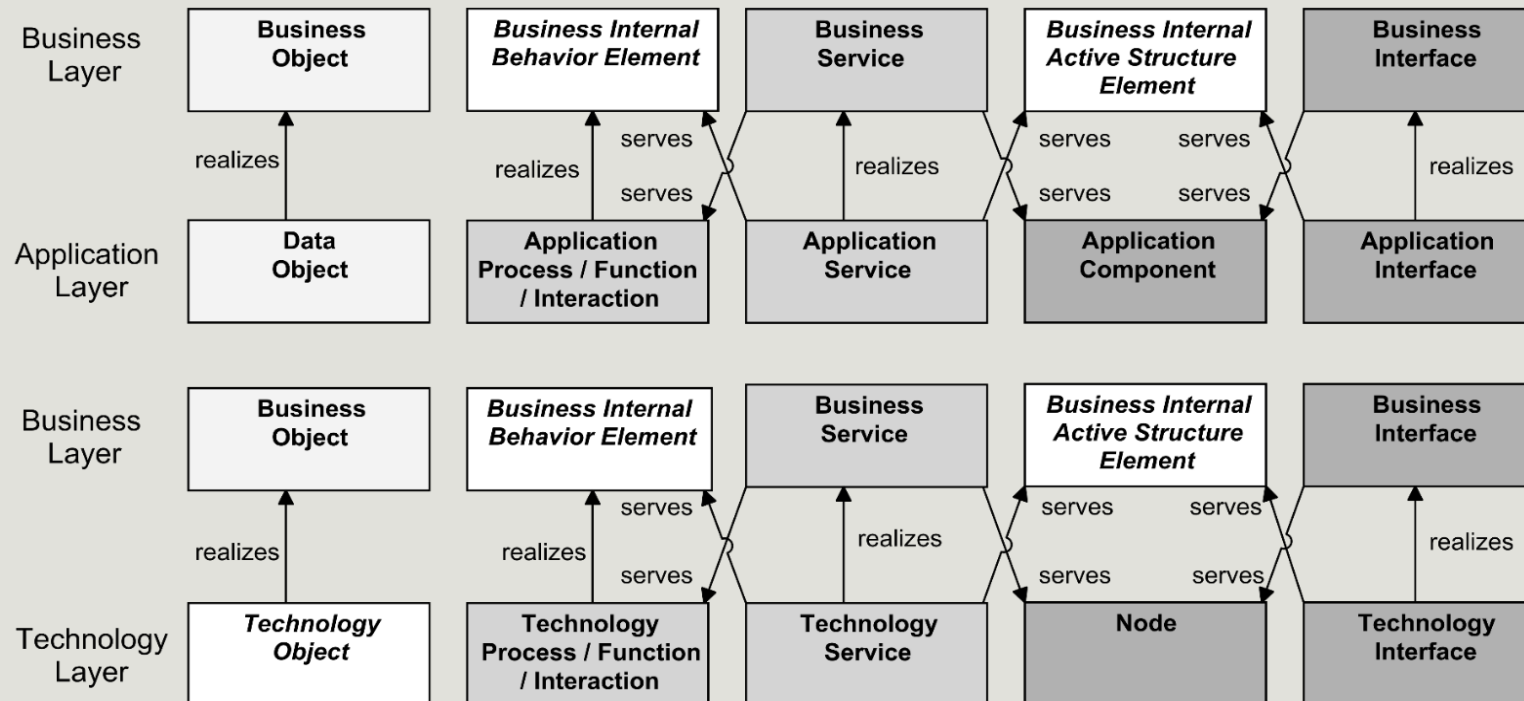 Business
Layer
Business
Object
Business Internal
Behavior Element
Business
Service
Business Internal
Active Structure
Element
Business
Interface
realizes
realizes
serves
serves
realizes
serves
serves
serves
serves
realizes
Application
Layer
Data
Object
Application
Process / Function
/ Interaction
Application
Service
Application
Component
Application
Interface
Business
Layer
Business
Object
Business Internal
Behavior Element
Business
Service
Business Internal
Active Structure
Element
Business
Interface
realizes
realizes
serves
serves
realizes
serves
serves
serves
serves
realizes
Technology
Layer
Technology
Object
Technology
Process / Function
/ Interaction
Technology
Service
Node
Technology
Interface